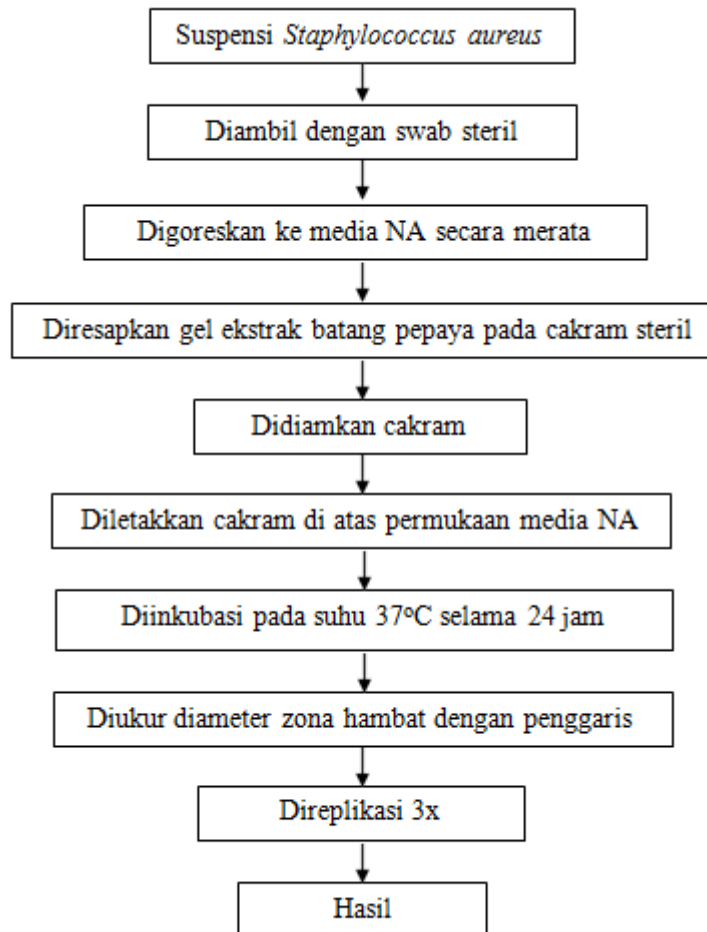 Suspensi Staphylococcus aureus
Diambil dengan swab steril
Digoreskan ke media NA secara merata
Diresapkan gel ekstrak batang pepaya pada cakram steril
Didiamkan cakram
Diletakkan cakram di atas permukaan media NA
Diinkubasi pada suhu 37ºC selama 24 jam
Diukur diameter zona hambat dengan penggaris
Direplikasi 3x
Hasil